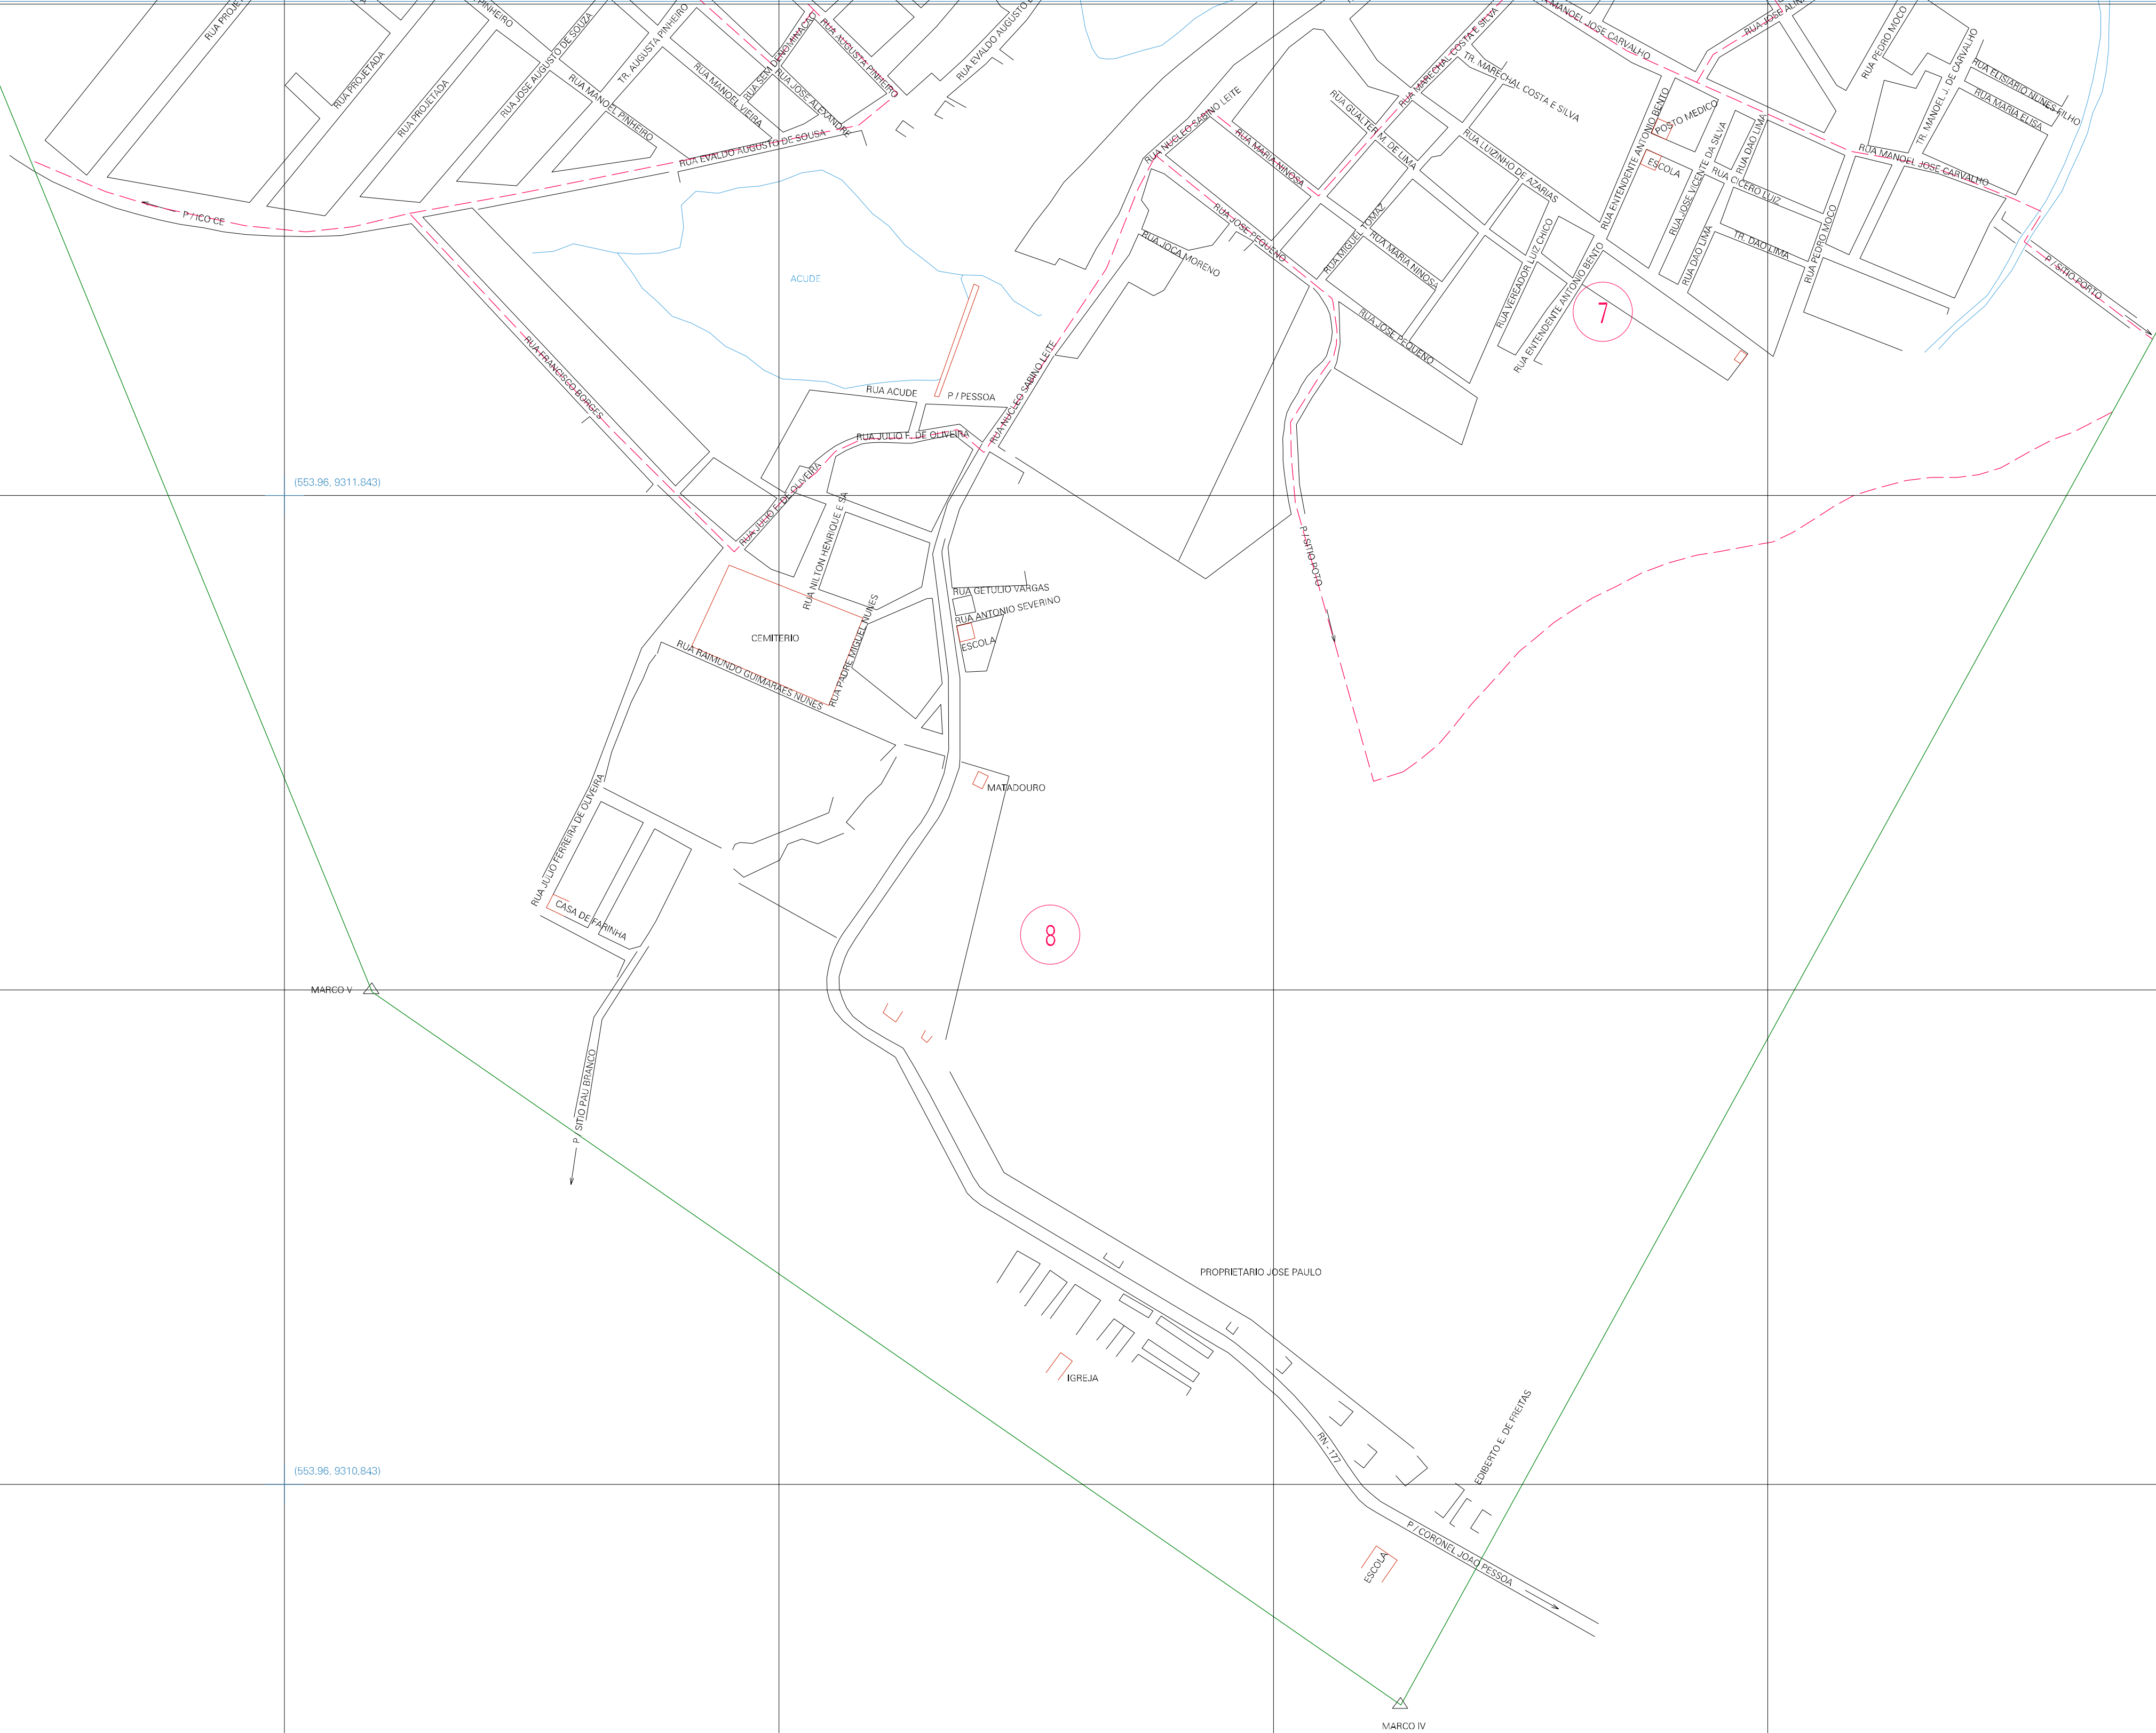 RUA PROJETADA
RUA PROJETADA
RUA JOSE AUGUSTO DE SOUZA
PINHEIRO
RUA MANOEL PINHEIRO
TR. AUGUSTA PINHEIRO
RUA MANOEL VIEIRA
RUA SEM DENOMINACAO
RUA JOSE ALEXANDRE
RUA AUGUSTA PINHEIRO
RUA EVALDO AUGUSTO
RUA EVALDO AUGUSTO DE SOUSA
P / ICO CE
ACUDE
RUA FRANCISCO BORGES
RUA ACUDE
P / PESSOA
RUA JULIO F. DE OLIVEIRA
RUA NUCLEO SABINO LEITE
RUA NUCLEO SABINO LEITE
RUA MARIA NINOSA
RUA JOSE PEQUENO
RUA JOCA MORENO
RUA GUALTER M. DE LIMA
RUA MARECHAL COSTA E SILVA
TR. MARECHAL COSTA E SILVA
RUA LUIZINHO DE AZARIAS
RUA MIGUEL TOMAZ
RUA MARIA NINOSA
RUA JOSE PEQUENO
RUA VEREADOR LUIZ CHICO
RUA ENTENDENTE ANTONIO BENTO
RUA ENTENDENTE ANTONIO BENTO
RUA MANOEL JOSE CARVALHO
POSTO MEDICO
ESCOLA
RUA JOSE VICENTE DA SILVA
RUA DAO LIMA
RUA CICERO LUIZ
RUA DAO LIMA
TR. DAO LIMA
RUA PEDRO MOCO
RUA PEDRO MOCO
RUA MANOEL JOSE CARVALHO
TR. MANOEL J. DE CARVALHO
RUA ELISIARIO NUNES FILHO
RUA MARIA ELISA
P / SITIO PORTO
7
(553.96, 9311.843)
RUA JULIO F. DE OLIVEIRA
RUA NILTON HENRIQUE E SA
P / SITIO POTO
RUA GETULIO VARGAS
RUA ANTONIO SEVERINO
ESCOLA
CEMITERIO
RUA PADRE MIGUEL NUNES
RUA RAIMUNDO GUIMARAES NUNES
MATADOURO
RUA JULIO FERREIRA DE OLIVEIRA
CASA DE FARINHA
8
MARCO V
P / SITIO PAU BRANCO
PROPRIETARIO JOSE PAULO
IGREJA
RN - 177
EDIBERTO E. DE FREITAS
(553.96, 9310.843)
P / CORONEL JOAO PESSOA
ESCOLA
MARCO IV